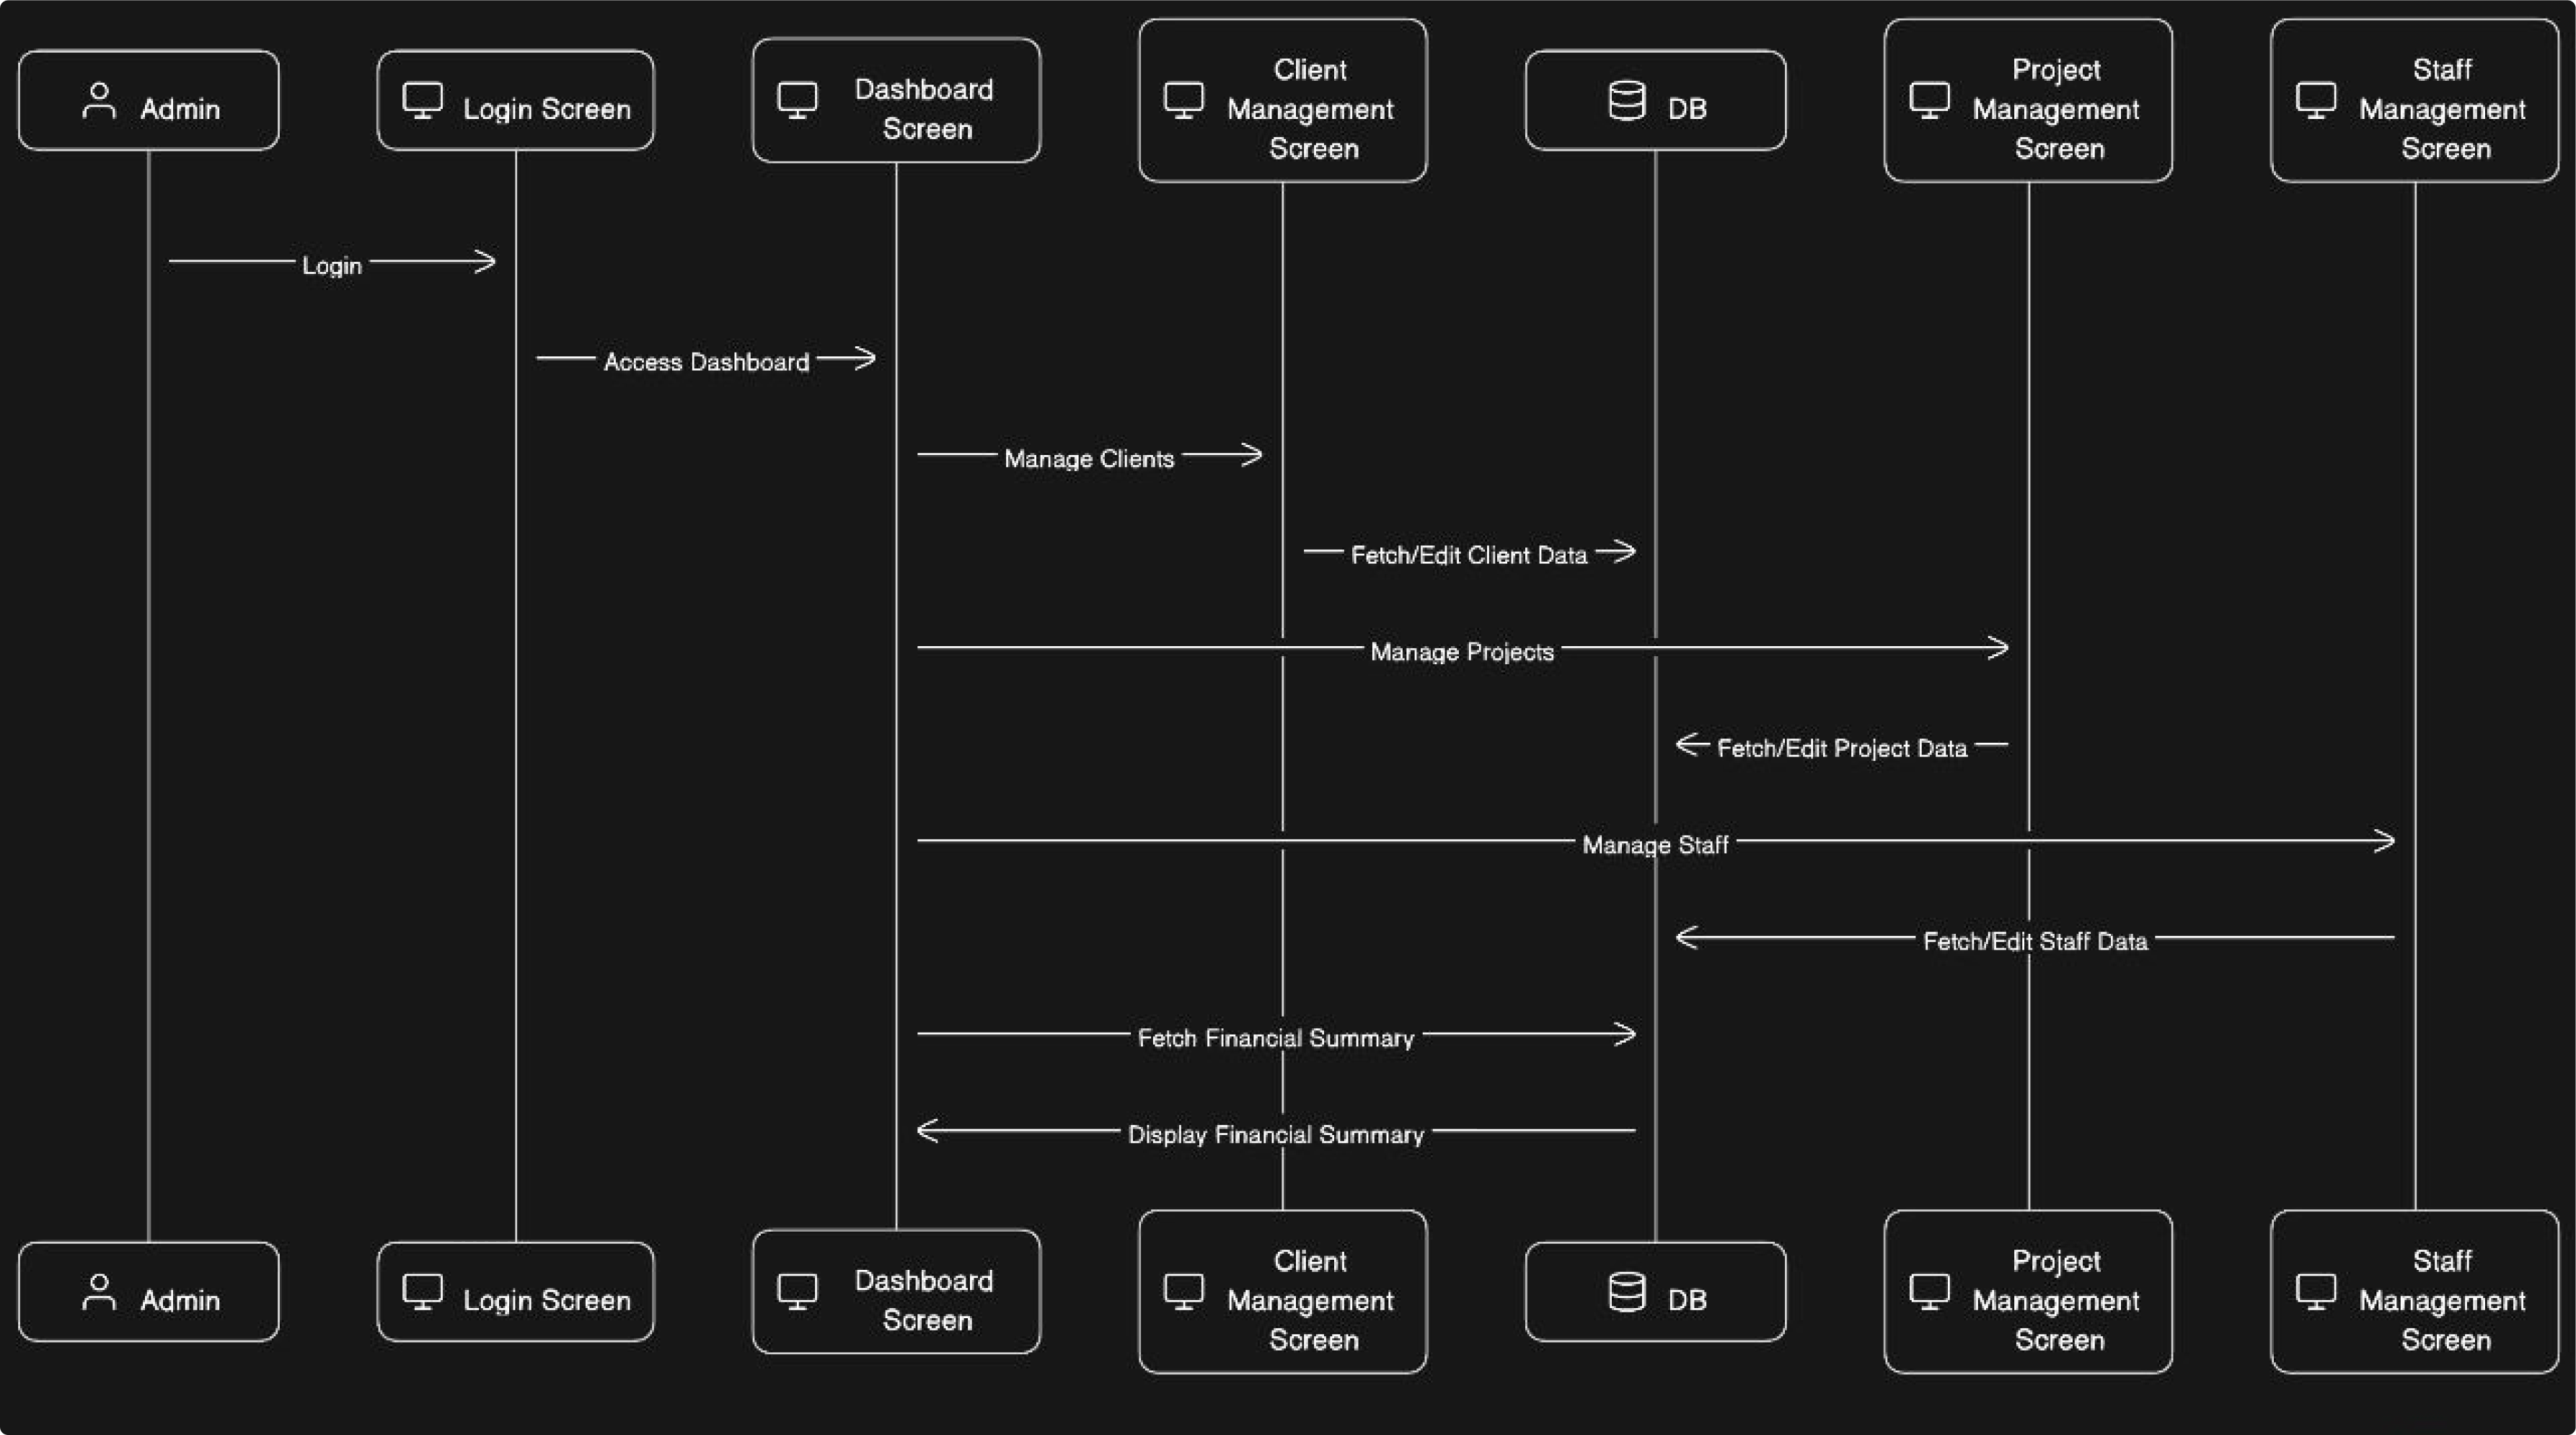 Admin
Login Screen
Dashboard
Screen
Client
Management
Screen
DB
Project
Management
Screen
Staff
Management
Screen
Login
Access Dashboard
Manage Clients
Fetch/Edit Client Data
Manage Projects
Fetch/Edit Project Data
Manage Staff
Fetch/Edit Staff Data
Fetch Financial Summary
Display Financial Summary
Admin
Login Screen
Dashboard
Screen
Client
Management
Screen
DB
Project
Management
Screen
Staff
Management
Screen